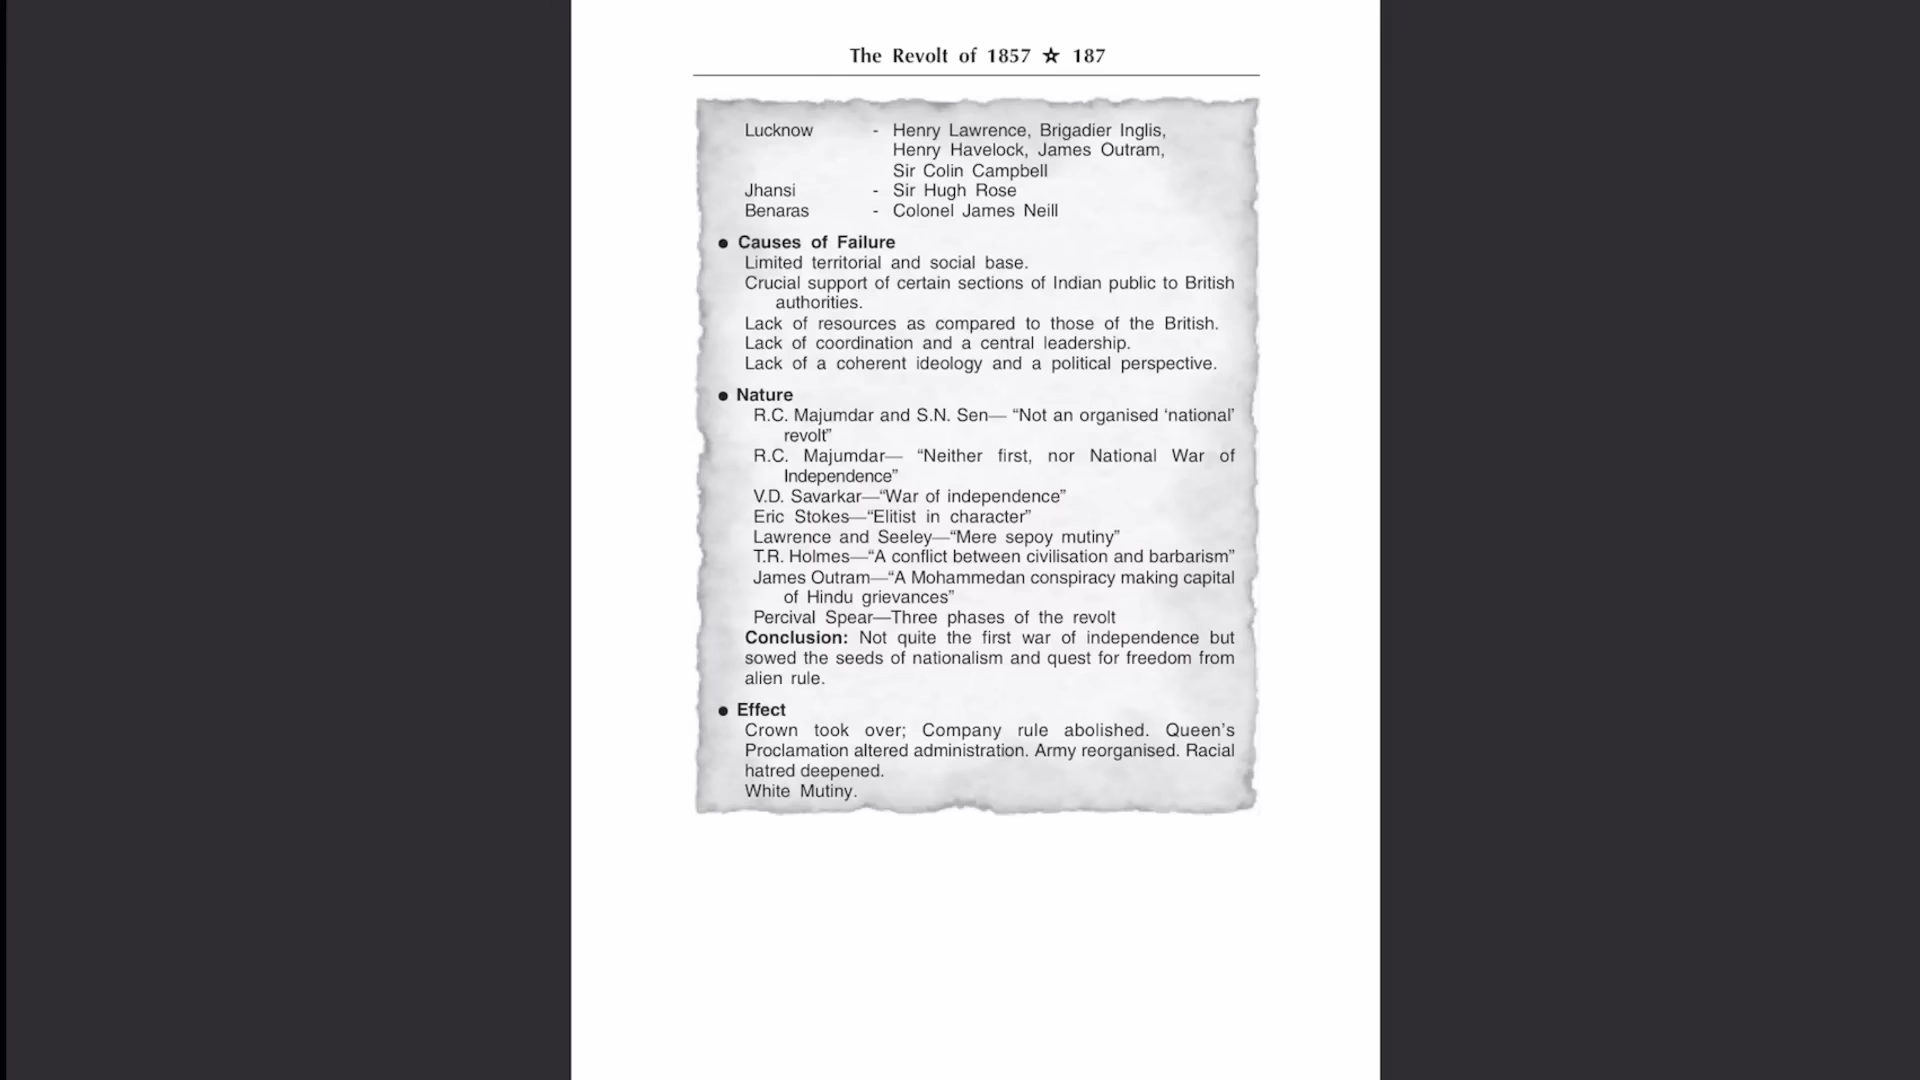 The Revolt of 1857 ☆ 187
Lucknow - Henry Lawrence, Brigadier Inglis,
Henry Havelock, James Outram,
Sir Colin Campbell
Jhansi - Sir Hugh Rose
Benaras - Colonel James Neill
● Causes of Failure
Limited territorial and social base.
Crucial support of certain sections of Indian public to British
authorities.
Lack of resources as compared to those of the British.
Lack of coordination and a central leadership.
Lack of a coherent ideology and a political perspective.
● Nature
R.C. Majumdar and S.N. Sen— “Not an organised ‘national’
revolt”
R.C. Majumdar— “Neither first, nor National War of
Independence”
V.D. Savarkar—“War of independence”
Eric Stokes—“Elitist in character”
Lawrence and Seeley—“Mere sepoy mutiny”
T.R. Holmes—“A conflict between civilisation and barbarism”
James Outram—“A Mohammedan conspiracy making capital
of Hindu grievances”
Percival Spear—Three phases of the revolt
Conclusion: Not quite the first war of independence but
sowed the seeds of nationalism and quest for freedom from
alien rule.
● Effect
Crown took over; Company rule abolished. Queen’s
Proclamation altered administration. Army reorganised. Racial
hatred deepened.
White Mutiny.